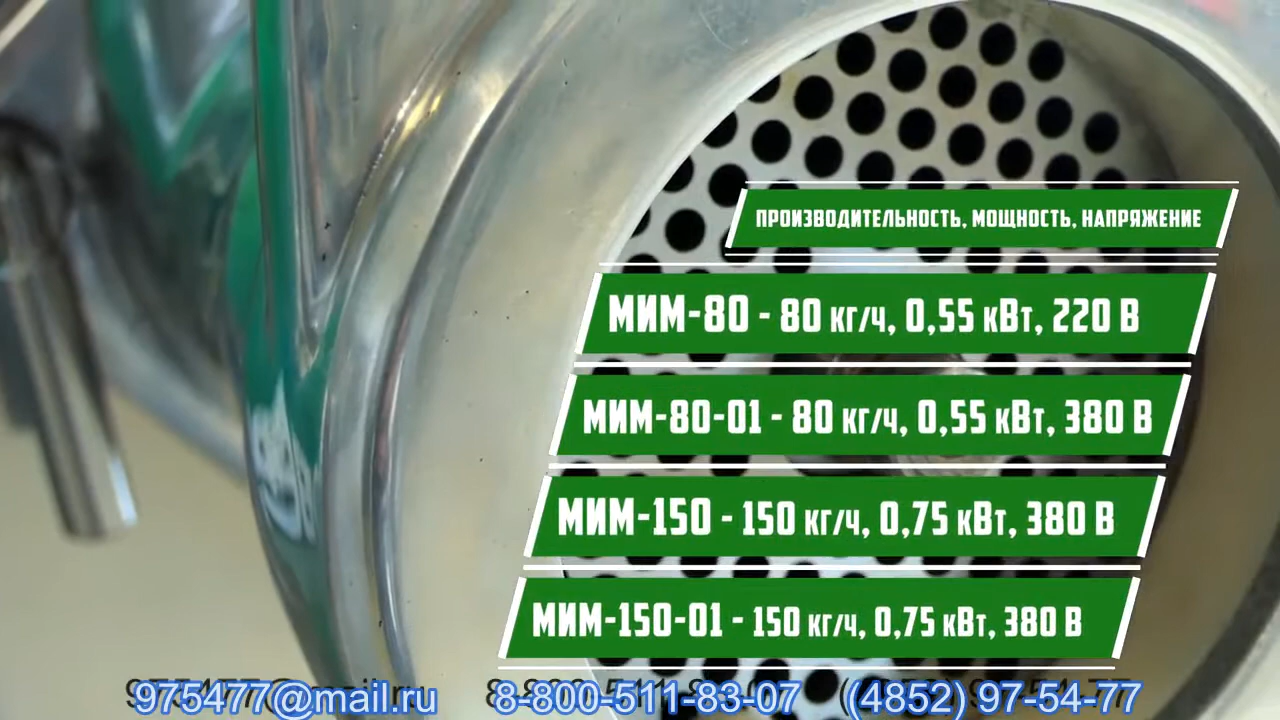 ПРОИЗВОДИТЕЛЬНОСТЬ, МОЩНОСТЬ, НАПРЯЖЕНИЕ
МИМ-80 - 80 кг/ч, 0,55 кВт, 220 В
МИМ-80-01 - 80 кг/ч, 0,55 кВт, 380 В
МИМ-150 - 150 кг/ч, 0,75 кВт, 380 В
МИМ-150-01 - 150 кг/ч, 0,75 кВт, 380 В
975477@mail.ru 8-800-511-83-07 (4852) 97-54-77